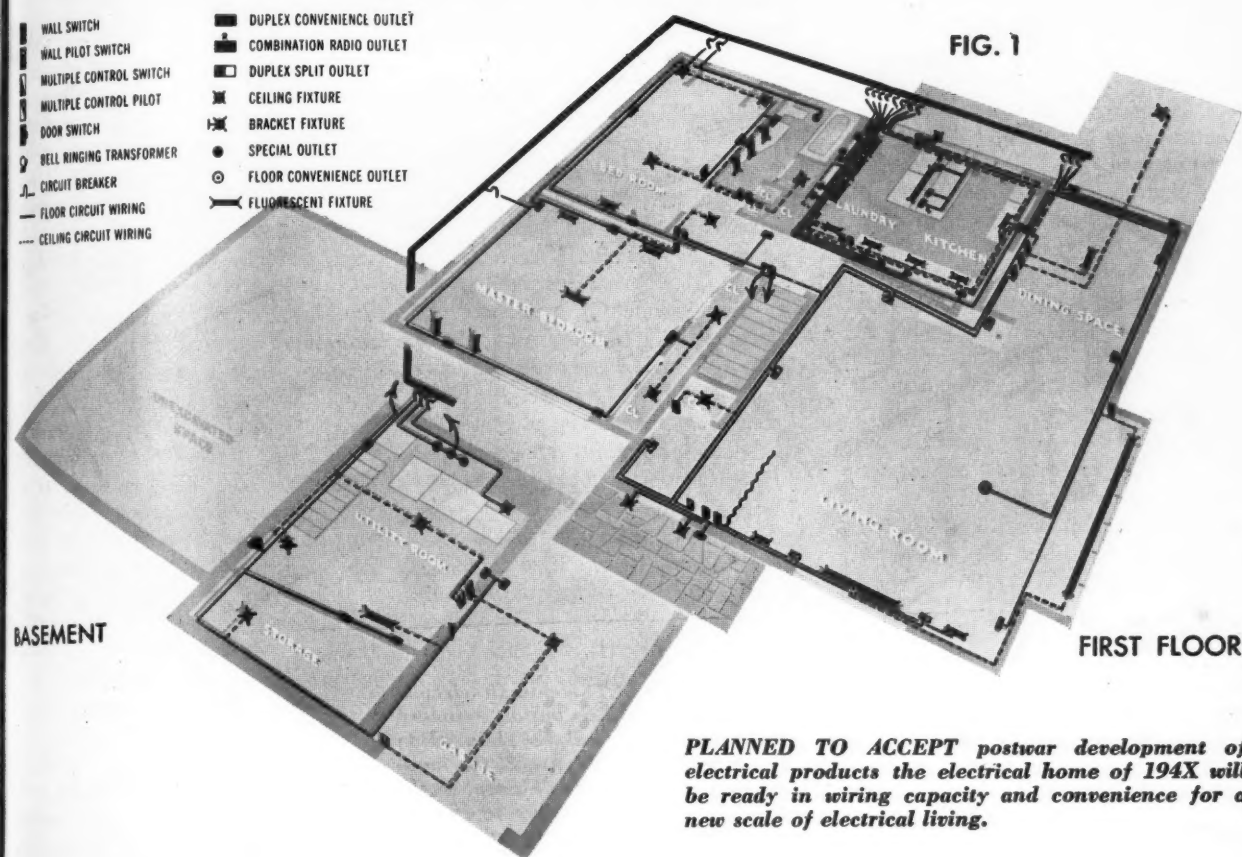 WALL SWITCH
WALL PILOT SWITCH
MULTIPLE CONTROL SWITCH
MULTIPLE CONTROL PILOT
DOOR SWITCH
BELL RINGING TRANSFORMER
CIRCUIT BREAKER
FLOOR CIRCUIT WIRING
CEILING CIRCUIT WIRING
DUPLEX CONVENIENCE OUTLET
COMBINATION RADIO OUTLET
DUPLEX SPLIT OUTLET
CEILING FIXTURE
BRACKET FIXTURE
SPECIAL OUTLET
FLOOR CONVENIENCE OUTLET
FLUORESCENT FIXTURE
FIG. 1
BED ROOM
LAUNDRY
KITCHEN
CL
MASTER BEDROOM
CL
DINING SPACE
CL
LIVING ROOM
UNEXCAVATED
SPACE
UTILITY ROOM
STORAGE
GARAGE
BASEMENT
FIRST FLOOR
PLANNED TO ACCEPT postwar development of
electrical products the electrical home of 194X will
be ready in wiring capacity and convenience for a
new scale of electrical living.